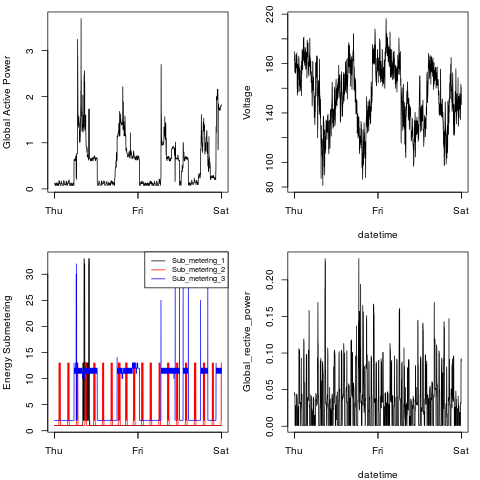 Global Active Power
3
2
1
0
Thu Fri Sat
Voltage
220
180
140
100
80
Thu Fri Sat
datetime
Energy Submetering
30
25
20
15
10
5
0
Sub_metering_1
Sub_metering_2
Sub_metering_3
Thu Fri Sat
Global_rective_power
0.20
0.15
0.10
0.05
0.00
Thu Fri Sat
datetime